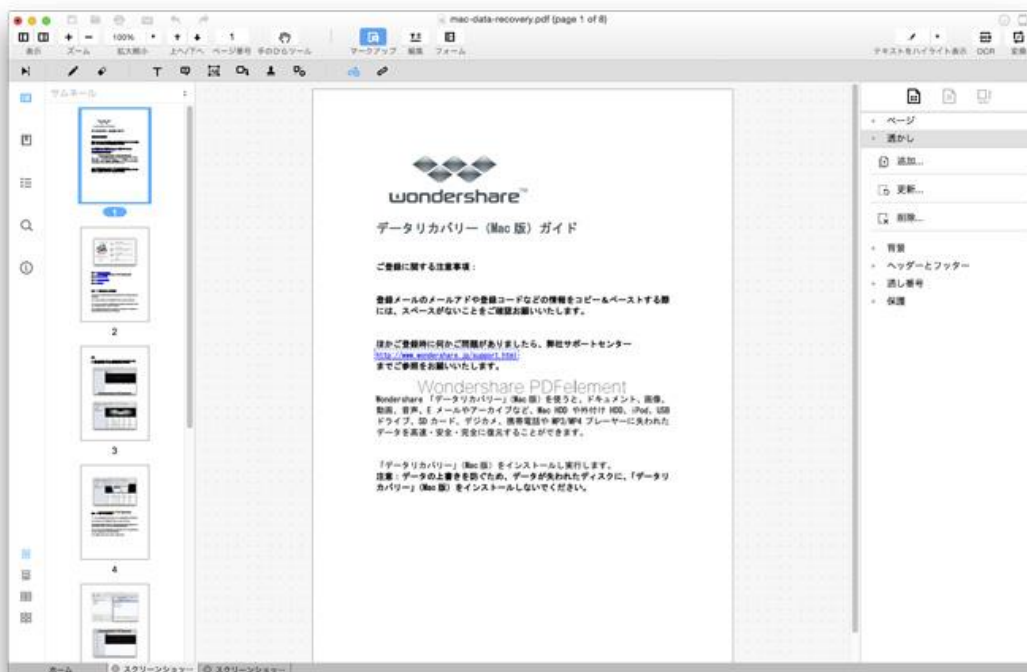 mac-data-recovery.pdf (page 1 of 8)
100%
1
表示
ズーム
拡大縮小
上へ/下へ
ページ番号
手のひらツール
マークアップ
編集
フォーム
テキストをハイライト表示
OCR
変換
サムネール
1
2
3
4
wondershare™
データリカバリー（Mac 版）ガイド
ご登録に関する注意事項：
登録メールのメールアドや登録コードなどの情報をコピー＆ペーストする際
には、スペースがないことをご確認お願いいたします。
ほかご登録時に何かご問題がありましたら、弊社サポートセンター
http://www.wondershare.jp/support.html
までご参照をお願いいたします。
Wondershare PDFelement
Wondershare 「データリカバリー」（Mac 版）を使うと、ドキュメント、画像、
動画、音声、E メールやアーカイブなど、Mac HDD や外付け HDD、iPod、USB
ドライブ、SD カード、デジカメ、携帯電話や MP3/MP4 プレーヤーに失われた
データを高速・安全・完全に復元することができます。
「データリカバリー」（Mac 版）をインストールし実行します。
注意：データの上書きを防ぐため、データが失われたディスクに、「データリ
カバリー」（Mac 版）をインストールしないでください。
ページ
透かし
追加...
更新...
削除...
背景
ヘッダーとフッター
通し番号
保護
ホーム
スクリーンショッ…
スクリーンショッ…